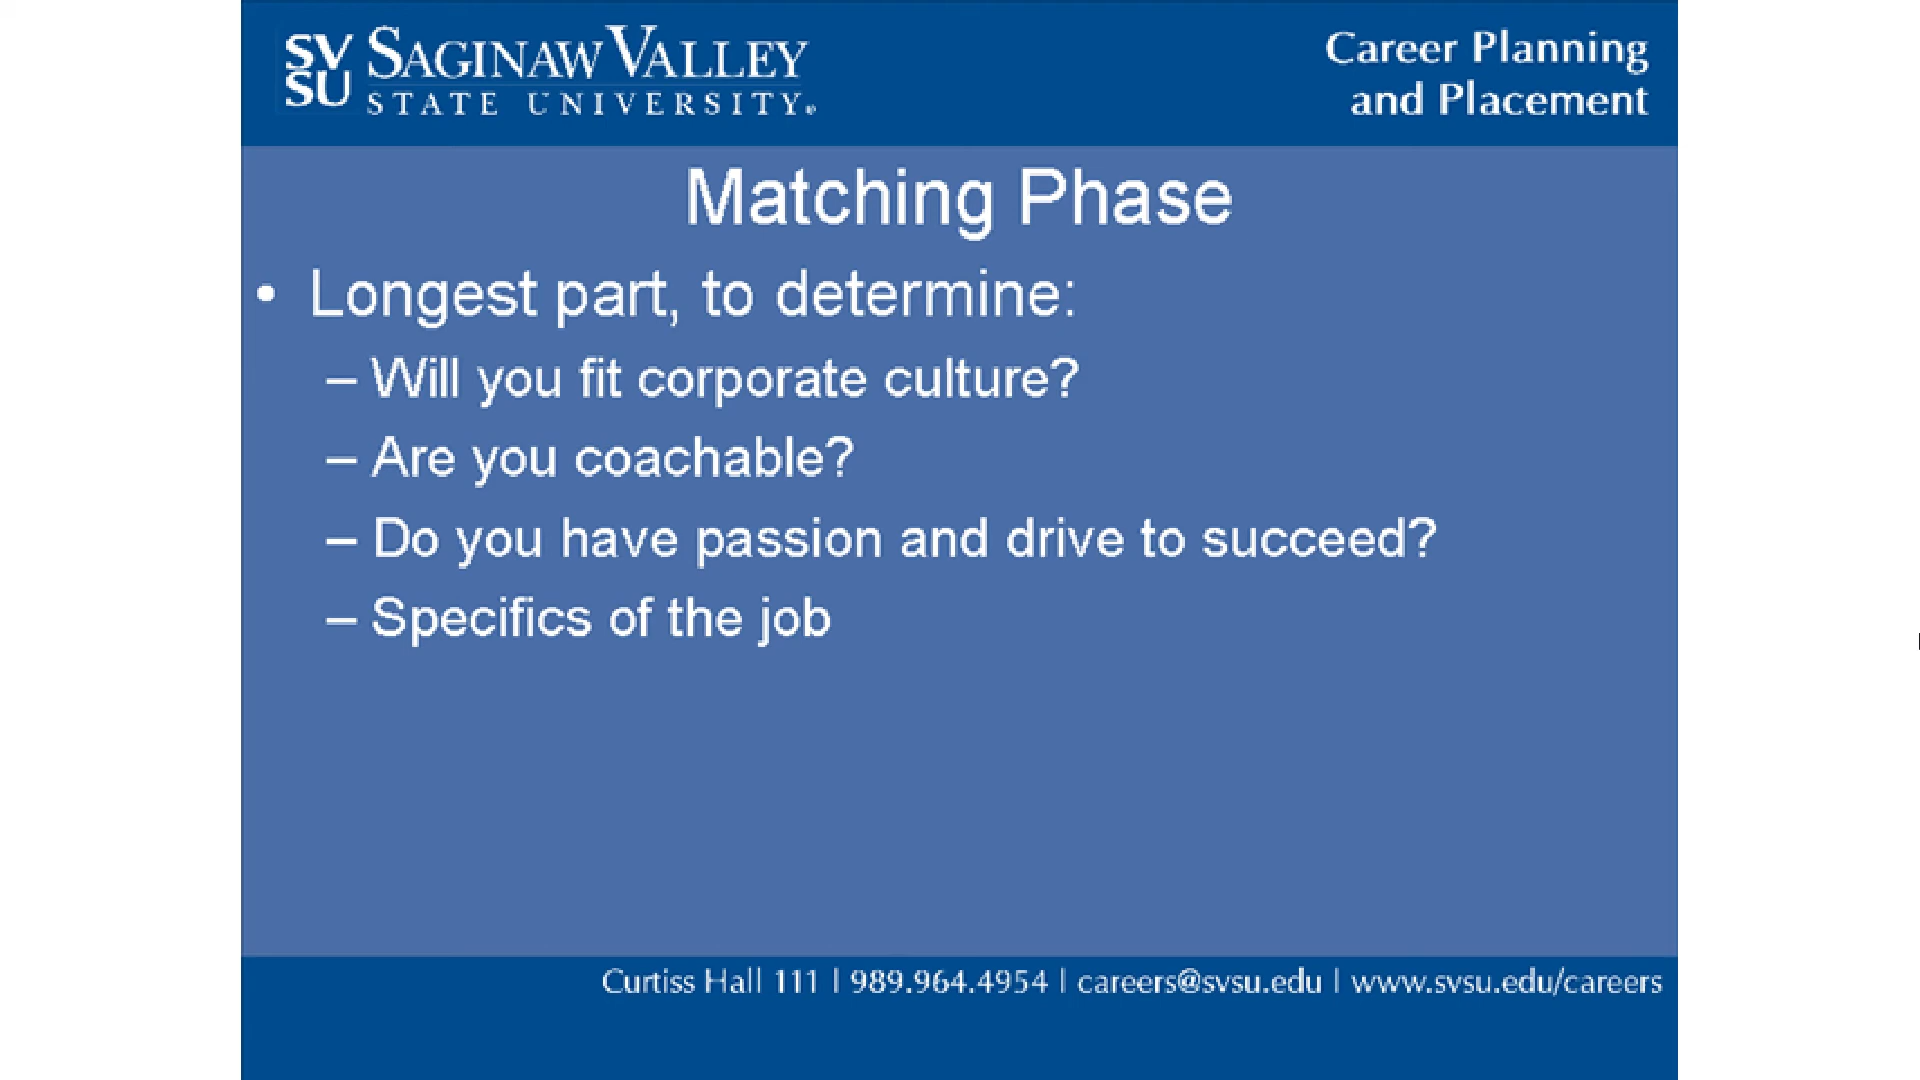 SV
SU
SAGINAW VALLEY
STATE UNIVERSITY®
Career Planning
and Placement
Matching Phase
• Longest part, to determine:
– Will you fit corporate culture?
– Are you coachable?
– Do you have passion and drive to succeed?
– Specifics of the job
Curtiss Hall 111 | 989.964.4954 | careers@svsu.edu | www.svsu.edu/careers